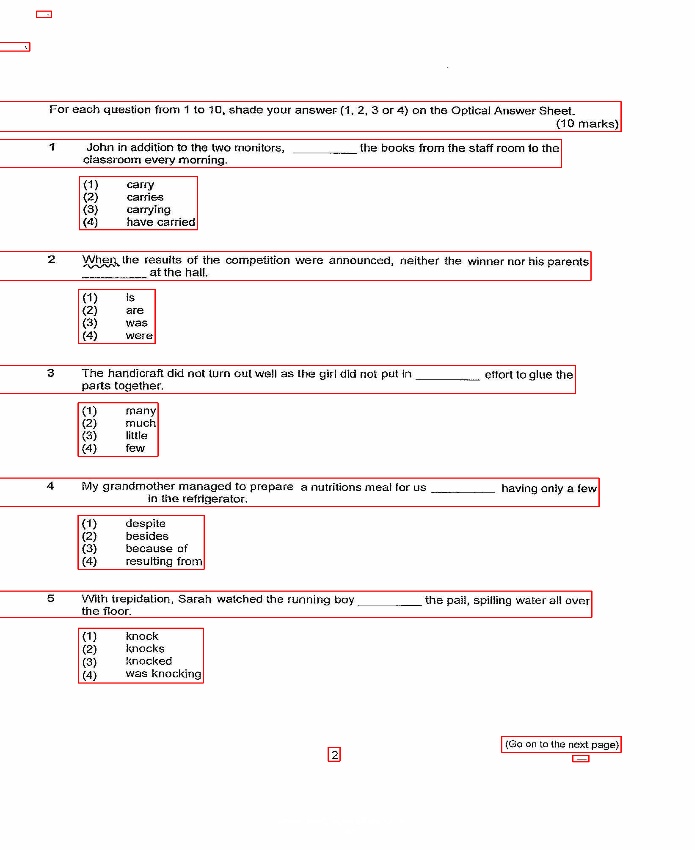 For each question from 1 to 10, shade your answer (1, 2, 3 or 4) on the Optical Answer Sheet.
(10 marks)
1 John in addition to the two monitors, __________ the books from the staff room to the
classroom every morning.
(1) carry
(2) carries
(3) carrying
(4) have carried
2 When the results of the competition were announced, neither the winner nor his parents
__________ at the hall.
(1) is
(2) are
(3) was
(4) were
3 The handicraft did not turn out well as the girl did not put in __________ effort to glue the
parts together.
(1) many
(2) much
(3) little
(4) few
4 My grandmother managed to prepare a nutritions meal for us __________ having only a few
in the refrigerator.
(1) despite
(2) besides
(3) because of
(4) resulting from
5 With trepidation, Sarah watched the running boy __________ the pail, spilling water all over
the floor.
(1) knock
(2) knocks
(3) knocked
(4) was knocking
(Go on to the next page)
2